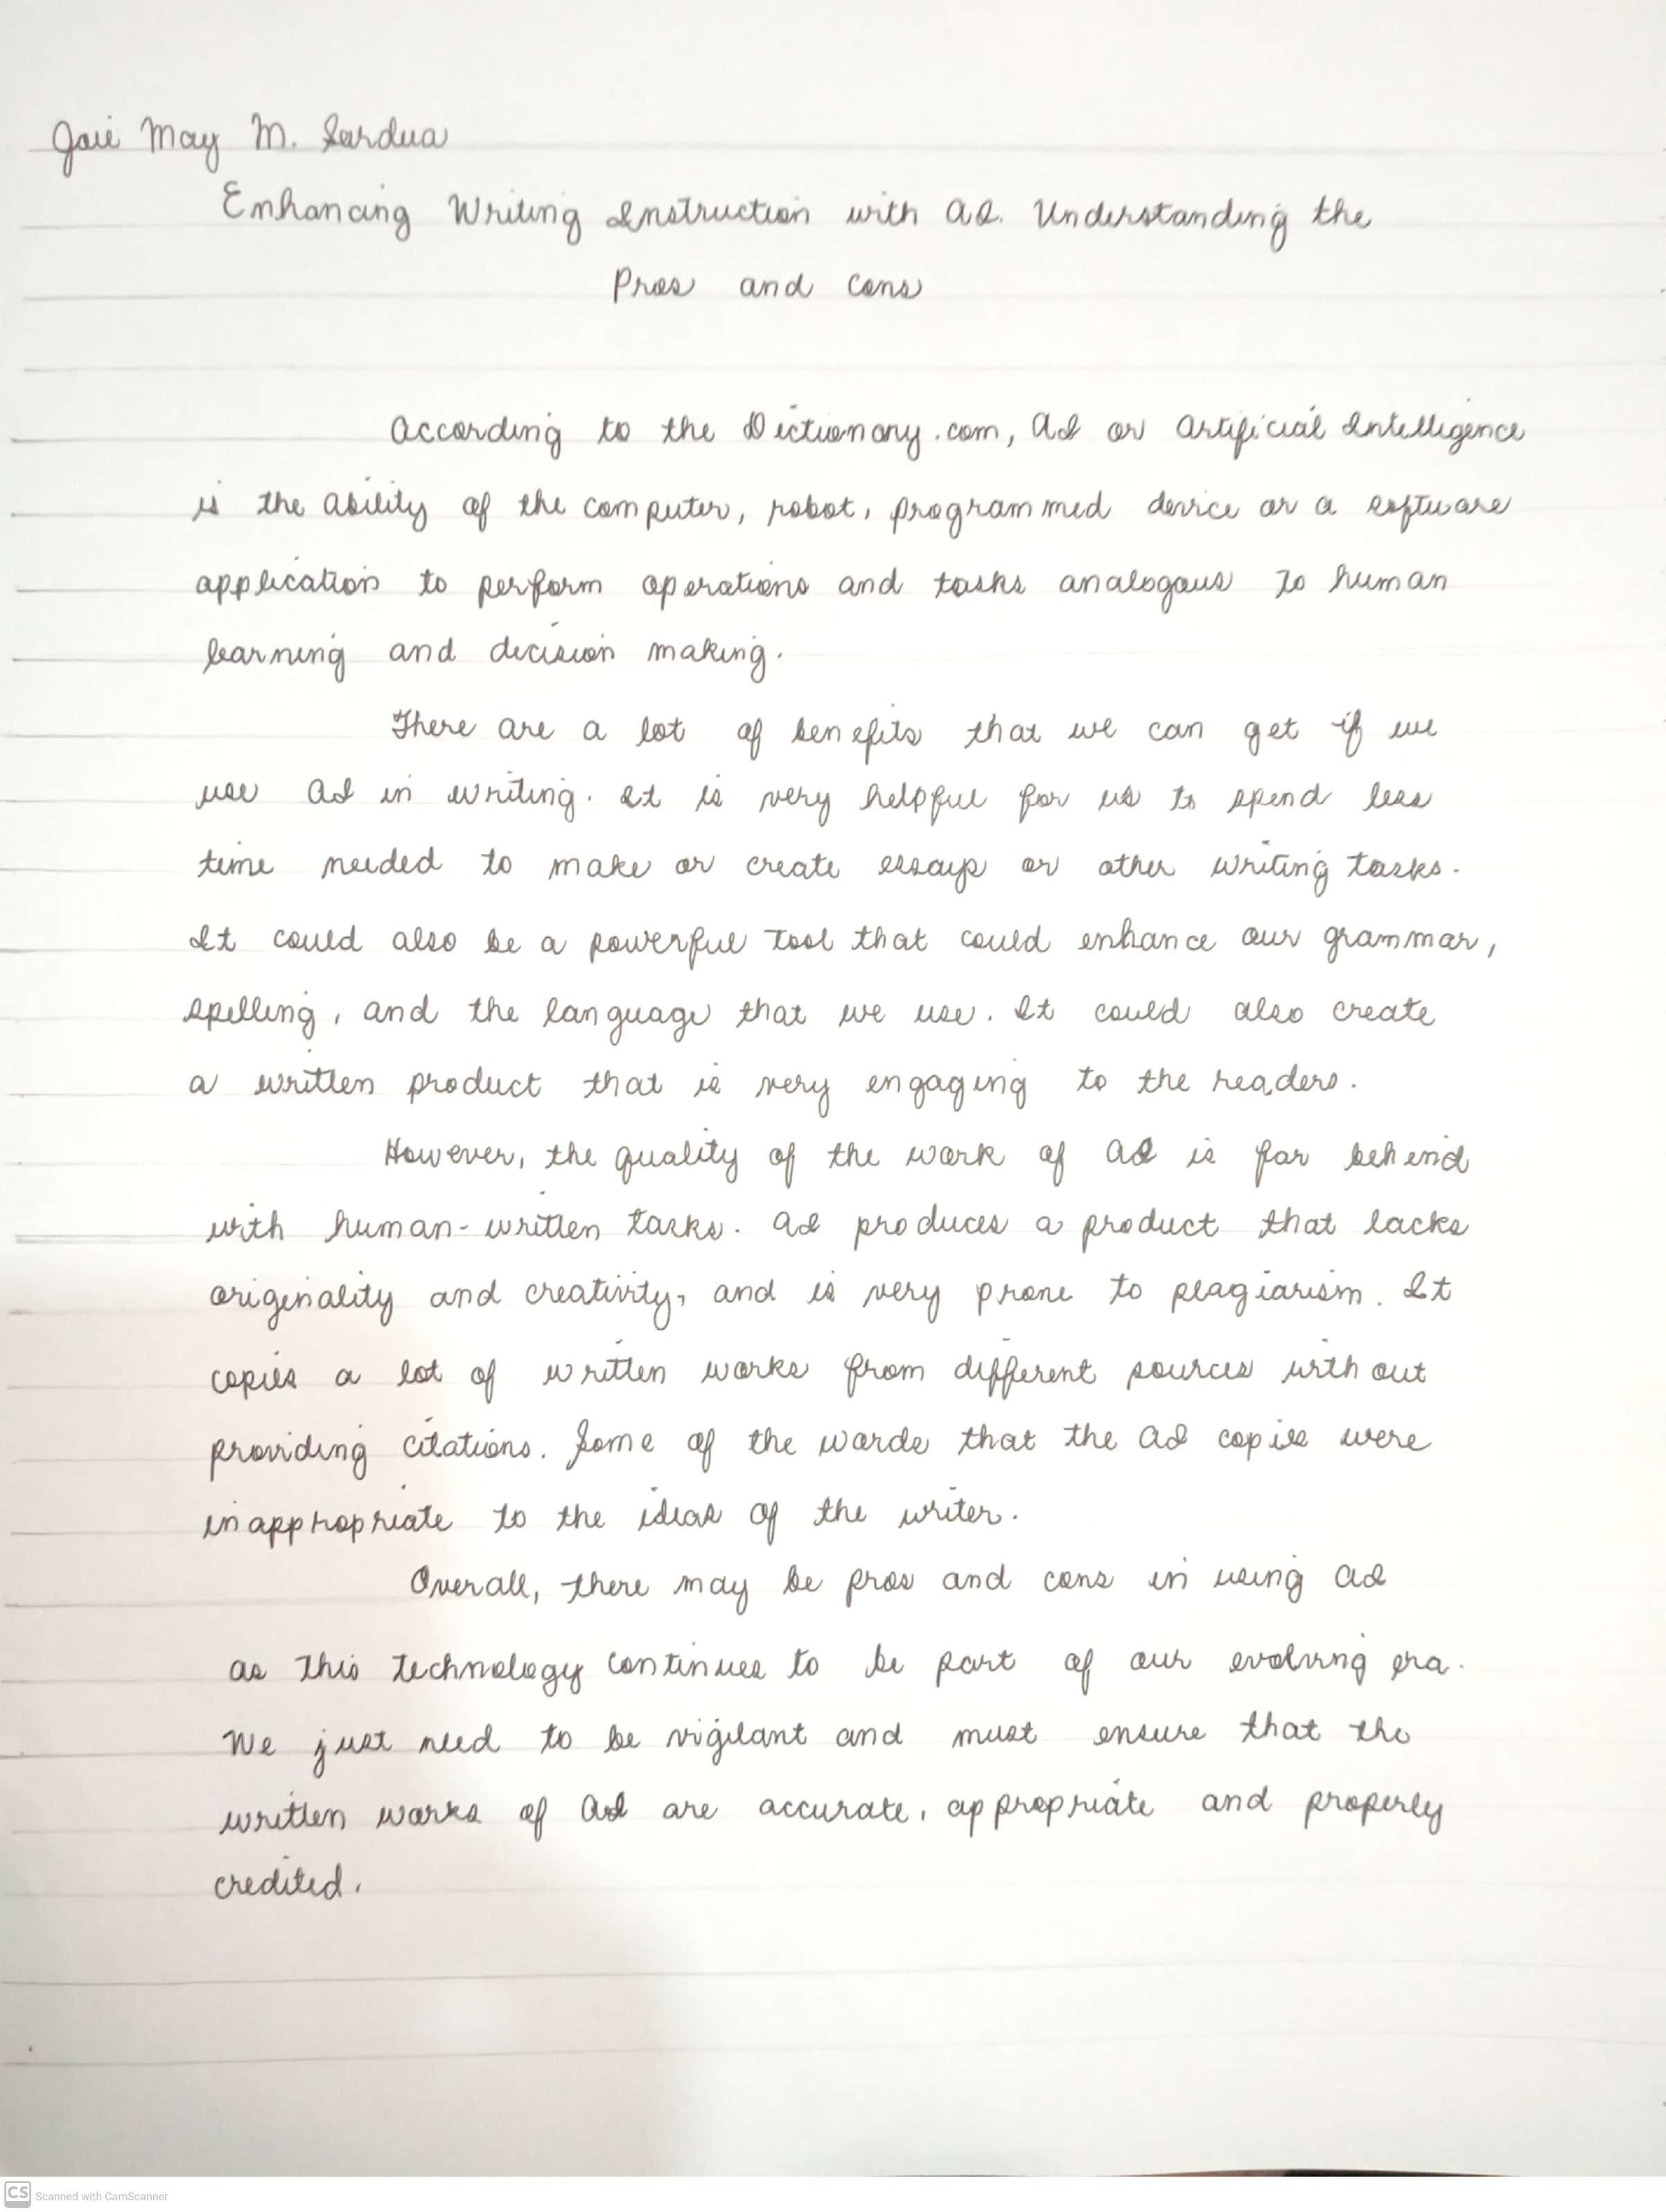 Jaie May M. Sardua
Enhancing Writing Instruction with AI. Understanding the
Pros and Cons
According to the Dictionary.com, AI or Artificial Intelligence
is the ability of the computer, robot, programmed device or a software
application to perform operations and tasks analogous to human
learning and decision making.
There are a lot of benefits that we can get if we
use AI in writing. It is very helpful for us to spend less
time needed to make or create essays or other writing tasks.
It could also be a powerful tool that could enhance our grammar,
spelling, and the language that we use. It could also create
a written product that is very engaging to the readers.
However, the quality of the work of AI is far behind
with human-written tasks. AI produces a product that lacks
originality and creativity, and is very prone to plagiarism. It
copies a lot of written works from different sources without
providing citations. Some of the words that the AI copies were
inappropriate to the ideas of the writer.
Overall, there may be pros and cons in using AI
as this technology continues to be part of our evolving era.
We just need to be vigilant and must ensure that the
written works of AI are accurate, appropriate and properly
credited.
CS Scanned with CamScanner